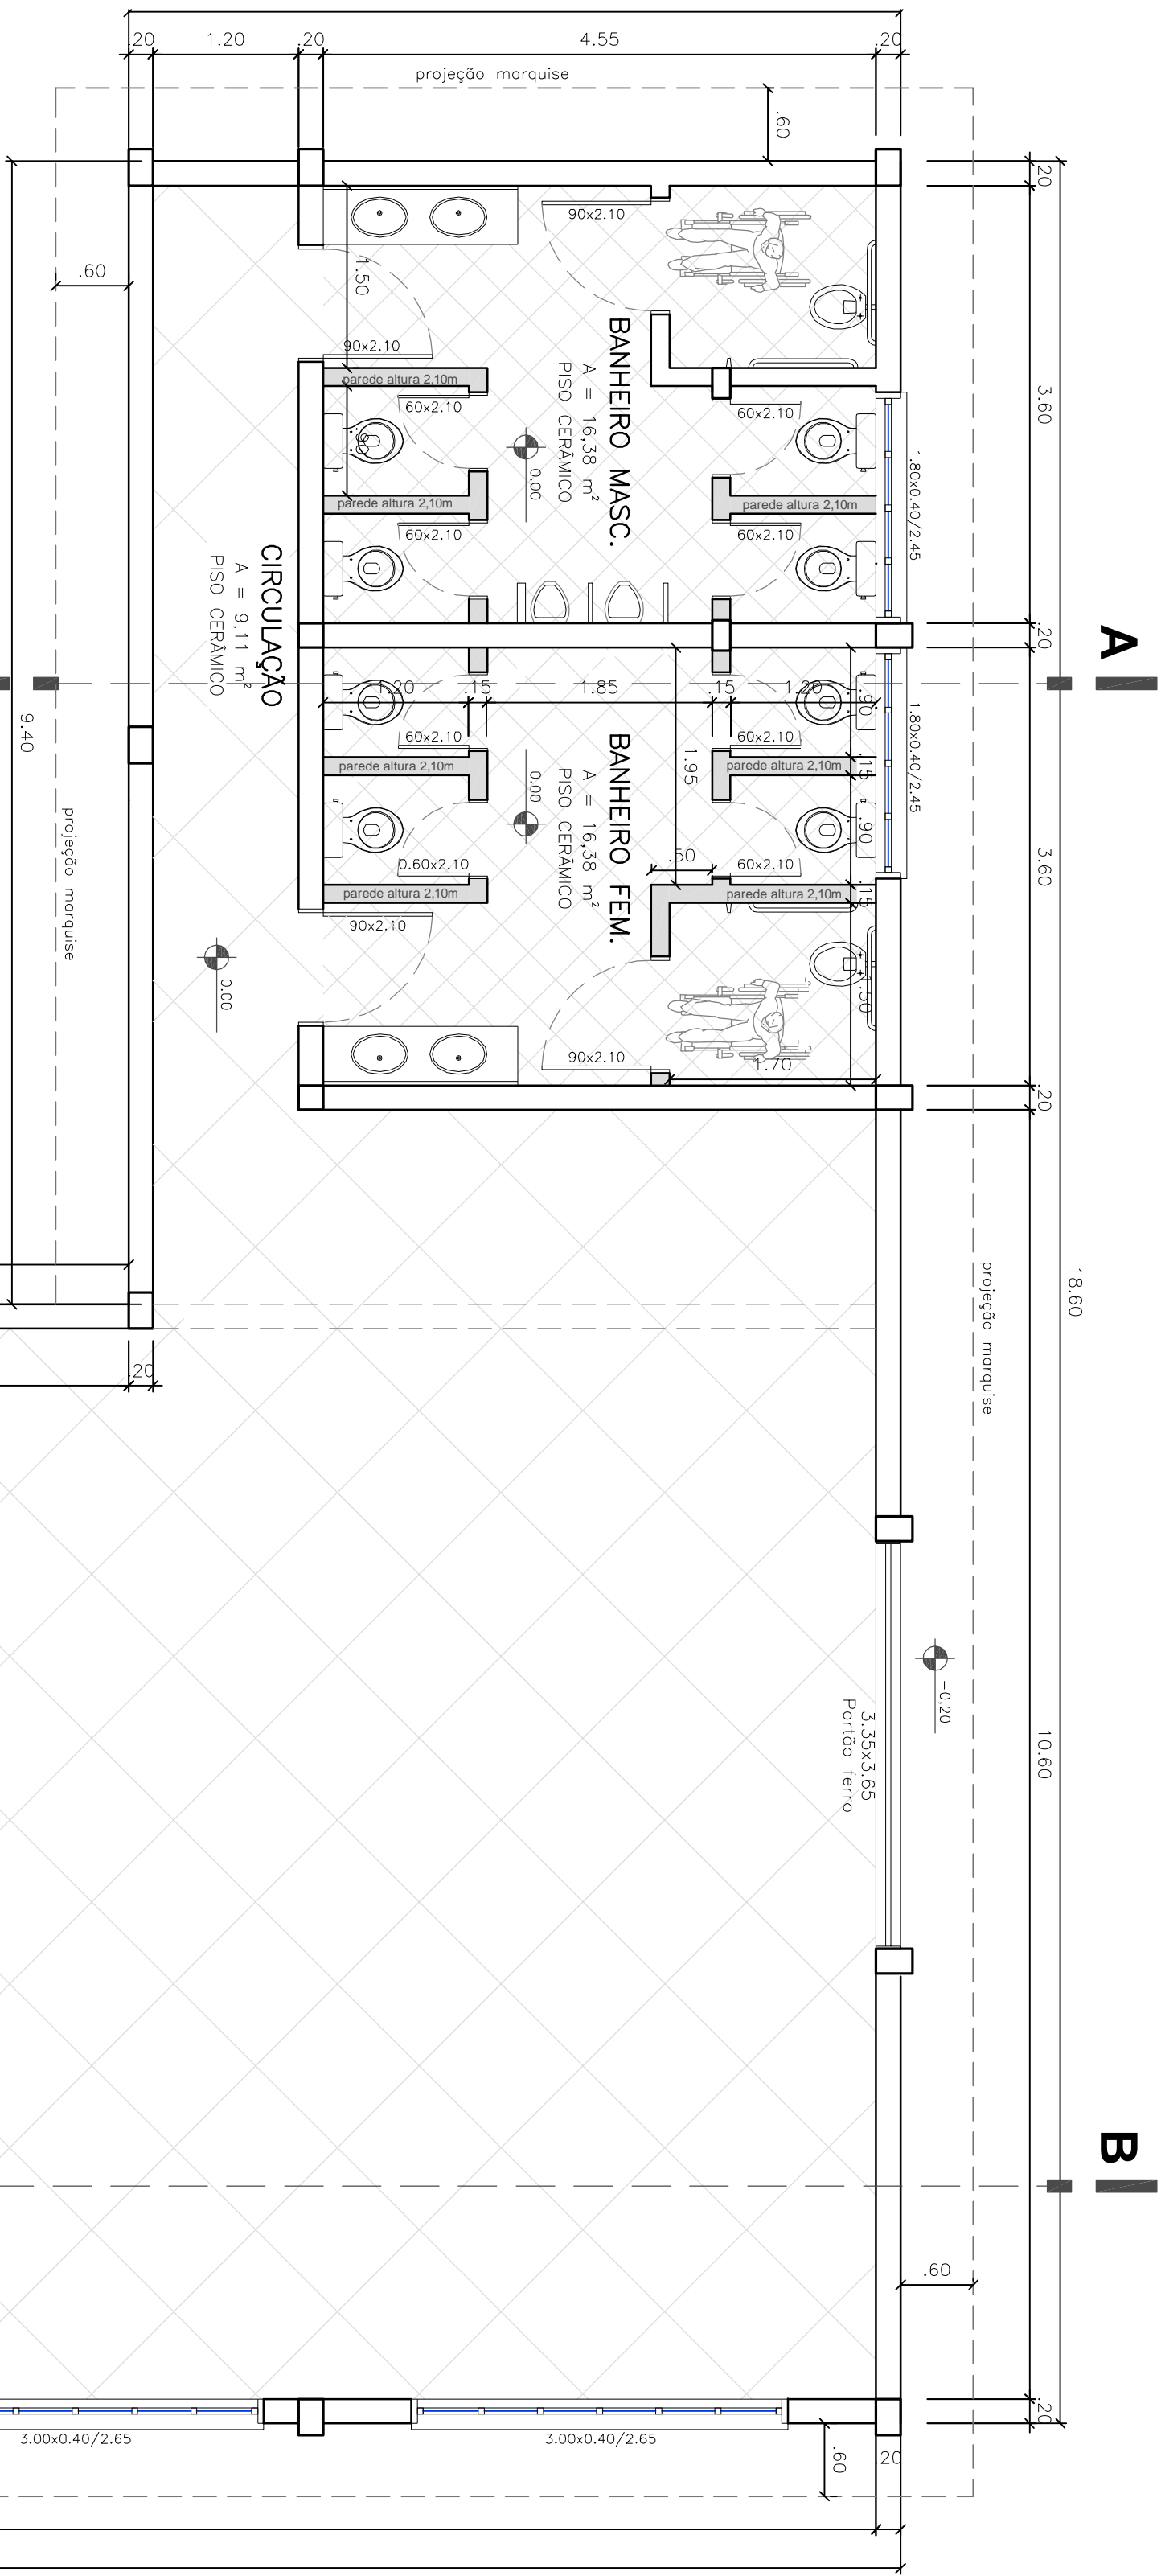 .20
1.20
.20
4.55
.20
projeção marquise
.60
.20
90x2.10
1.50
.60
90x2.10
BANHEIRO MASC.
A = 16,38 m²
PISO CERÂMICO
0.00
parede altura 2,10m
60x2.10
60x2.10
3.60
1.80x0.40/2.45
parede altura 2,10m
parede altura 2,10m
60x2.10
60x2.10
CIRCULAÇÃO
A = 9,11 m²
PISO CERÂMICO
.20
A
1.20
.15
1.85
.15
1.20
.90
1.80x0.40/2.45
9.40
60x2.10
60x2.10
1.95
BANHEIRO FEM.
A = 16,38 m²
PISO CERÂMICO
0.00
parede altura 2,10m
parede altura 2,10m
.15
.90
3.60
projeção marquise
.50
0.60x2.10
60x2.10
parede altura 2,10m
parede altura 2,10m
.15
90x2.10
0.00
1.50
90x2.10
1.70
.20
18.60
projeção marquise
.20
-0,20
3.35x3.65
Portão ferro
10.60
B
.60
.20
3.00x0.40/2.65
3.00x0.40/2.65
.60
.20